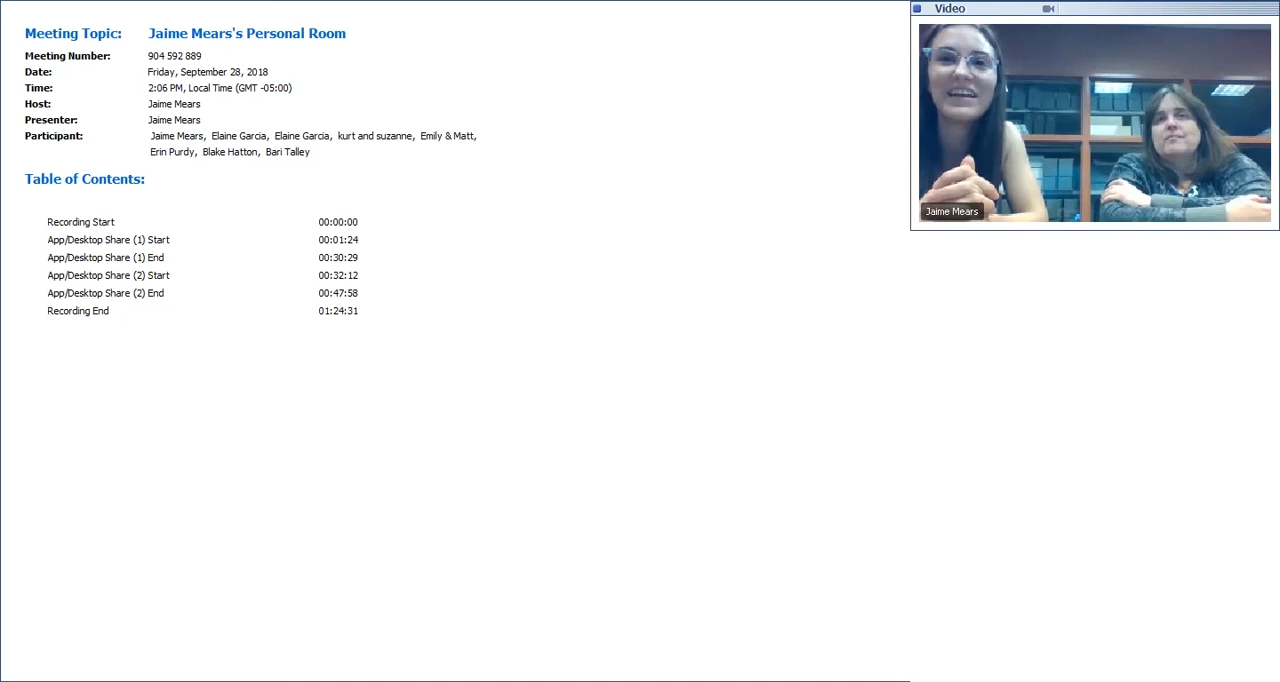 Meeting Topic: Jaime Mears's Personal Room
Meeting Number: 904 592 889
Date: Friday, September 28, 2018
Time: 2:06 PM, Local Time (GMT -05:00)
Host: Jaime Mears
Presenter: Jaime Mears
Participant: Jaime Mears, Elaine Garcia, Elaine Garcia, kurt and suzanne, Emily & Matt,
Erin Purdy, Blake Hatton, Bari Talley
Table of Contents:
Recording Start 00:00:00
App/Desktop Share (1) Start 00:01:24
App/Desktop Share (1) End 00:30:29
App/Desktop Share (2) Start 00:32:12
App/Desktop Share (2) End 00:47:58
Recording End 01:24:31
Video
Jaime Mears